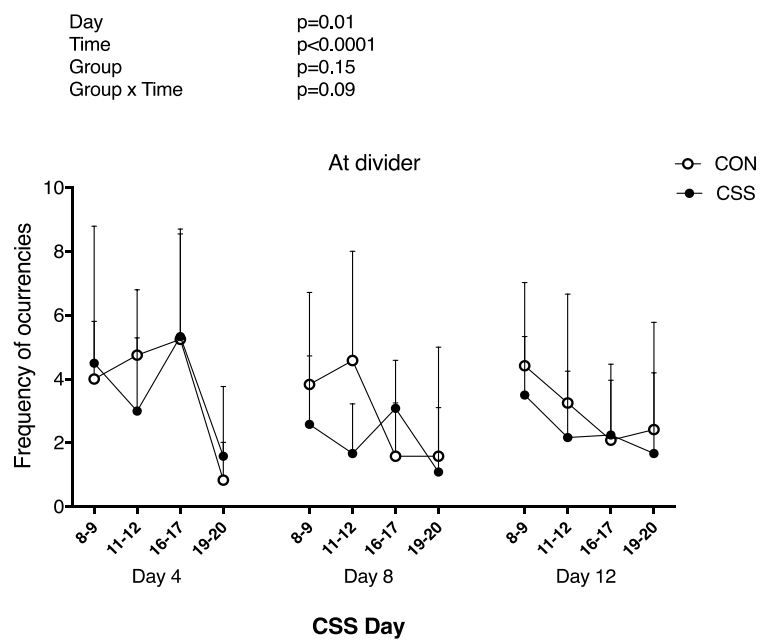 Day p=0.01
Time p<0.0001
Group p=0.15
Group x Time p=0.09
At divider
CON
CSS
Frequency of ocurrencies
10
8
6
4
2
0
8-9 11-12 16-17 19-20 8-9 11-12 16-17 19-20 8-9 11-12 16-17 19-20
Day 4 Day 8 Day 12
CSS Day